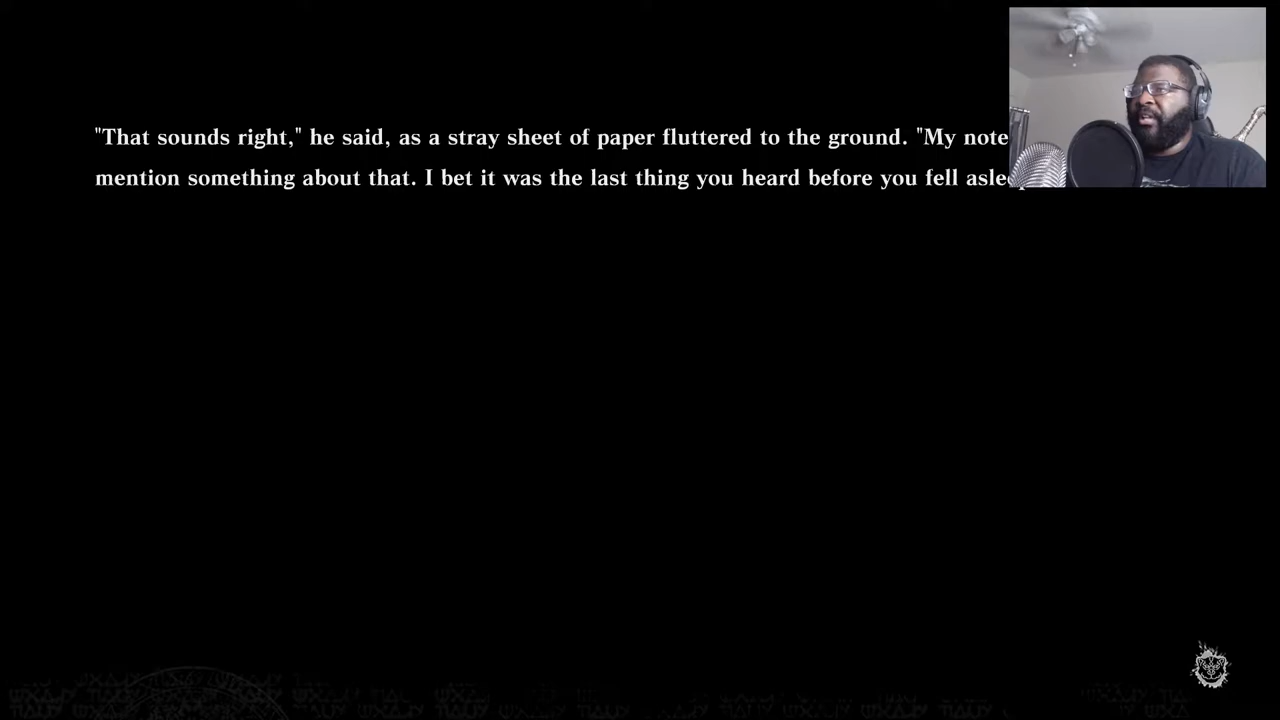 "That sounds right," he said, as a stray sheet of paper fluttered to the ground. "My note
mention something about that. I bet it was the last thing you heard before you fell